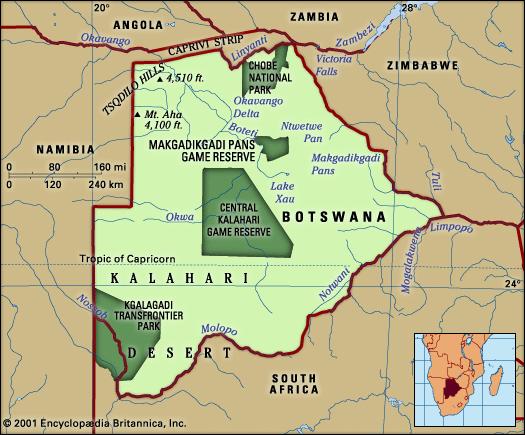 20°
28°
ANGOLA
ZAMBIA
Okavango
CAPRIVI STRIP
Linyanti
Zambezi
Victoria
Falls
ZIMBABWE
TSODILO HILLS
4,510 ft.
CHOBE
NATIONAL
PARK
Okavango
Delta
Mt. Aha
4,100 ft.
Boteti
Ntwetwe
Pan
NAMIBIA
MAKGADIKGADI PANS
GAME RESERVE
Makgadikgadi
Pans
0 80 160 mi
0 120 240 km
Lake
Xau
Tuli
CENTRAL
KALAHARI
GAME RESERVE
Okwa
BOTSWANA
Limpopo
Tropic of Capricorn
Mogalakwena
KALAHARI
24°
Notwani
Nossob
KGALAGADI
TRANSFRONTIER
PARK
Molopo
DESERT
SOUTH
AFRICA
© 2001 Encyclopædia Britannica, Inc.